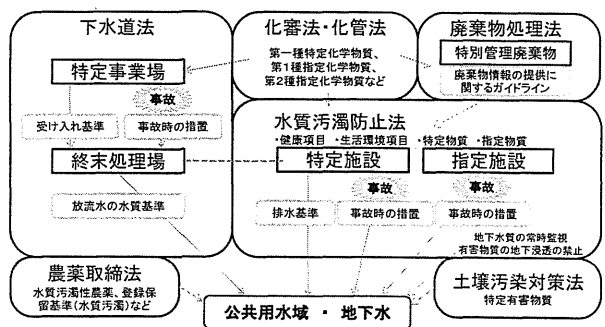 下水道法
特定事業場
事故
受け入れ基準
事故時の措置
終末処理場
放流水の水質基準
化審法・化管法
第一種特定化学物質、
第1種指定化学物質、
第2種指定化学物質など
廃棄物処理法
特別管理廃棄物
廃棄物情報の提供に
関するガイドライン
水質汚濁防止法
・健康項目 ・生活環境項目 ・特定物質 ・指定物質
特定施設
指定施設
事故
事故
排水基準
事故時の措置
事故時の措置
地下水質の常時監視
有害物質の地下浸透の禁止
農薬取締法
水質汚濁性農薬、登録保
留基準(水質汚濁)など
公共用水域 ・ 地下水
土壌汚染対策法
特定有害物質